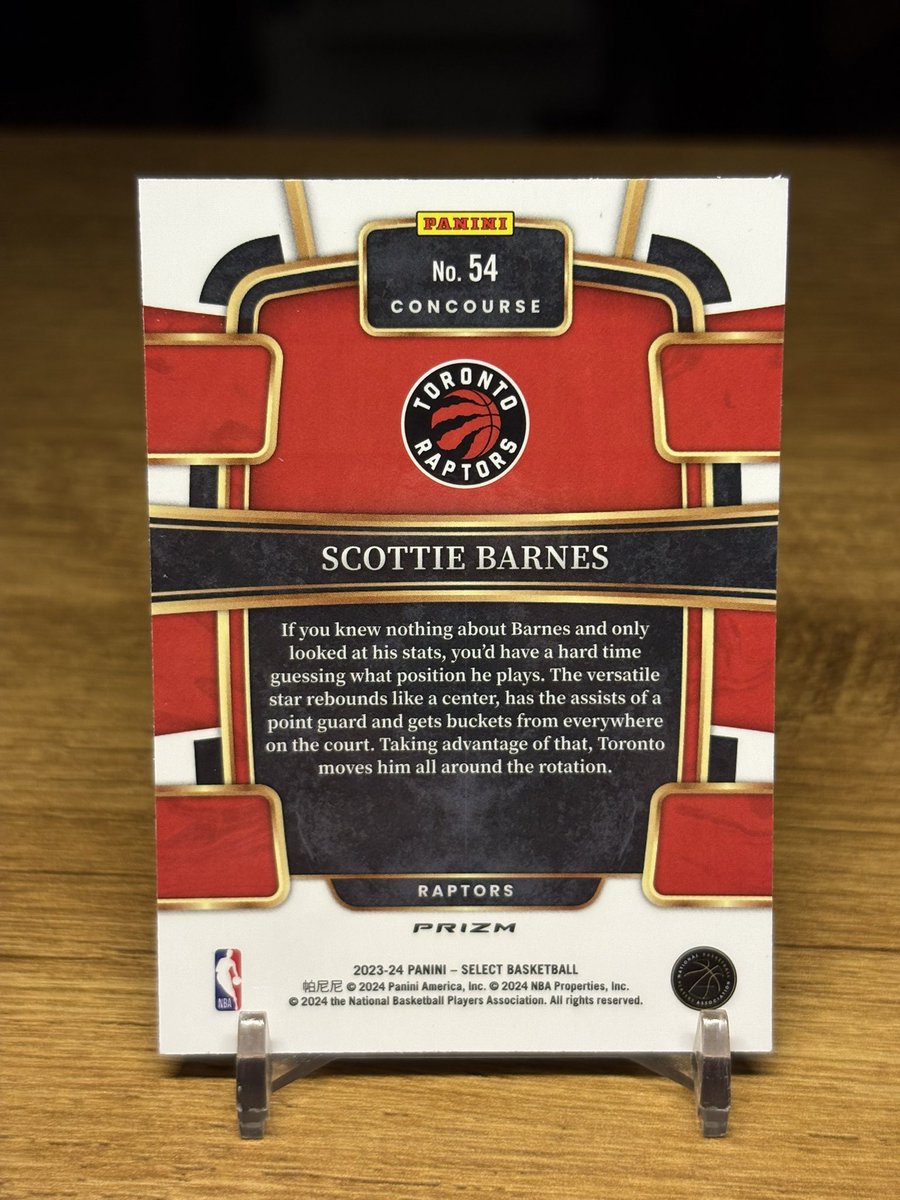 PANINI
No. 54
CONCOURSE
TORONTO
RAPTORS
SCOTTIE BARNES
If you knew nothing about Barnes and only
looked at his stats, you'd have a hard time
guessing what position he plays. The versatile
star rebounds like a center, has the assists of a
point guard and gets buckets from everywhere
on the court. Taking advantage of that, Toronto
moves him all around the rotation.
RAPTORS
PRIZM
2023-24 PANINI – SELECT BASKETBALL
帕尼尼 © 2024 Panini America, Inc. © 2024 NBA Properties, Inc.
© 2024 the National Basketball Players Association. All rights reserved.
NBA
NATIONAL BASKETBALL
PLAYERS ASSOCIATION